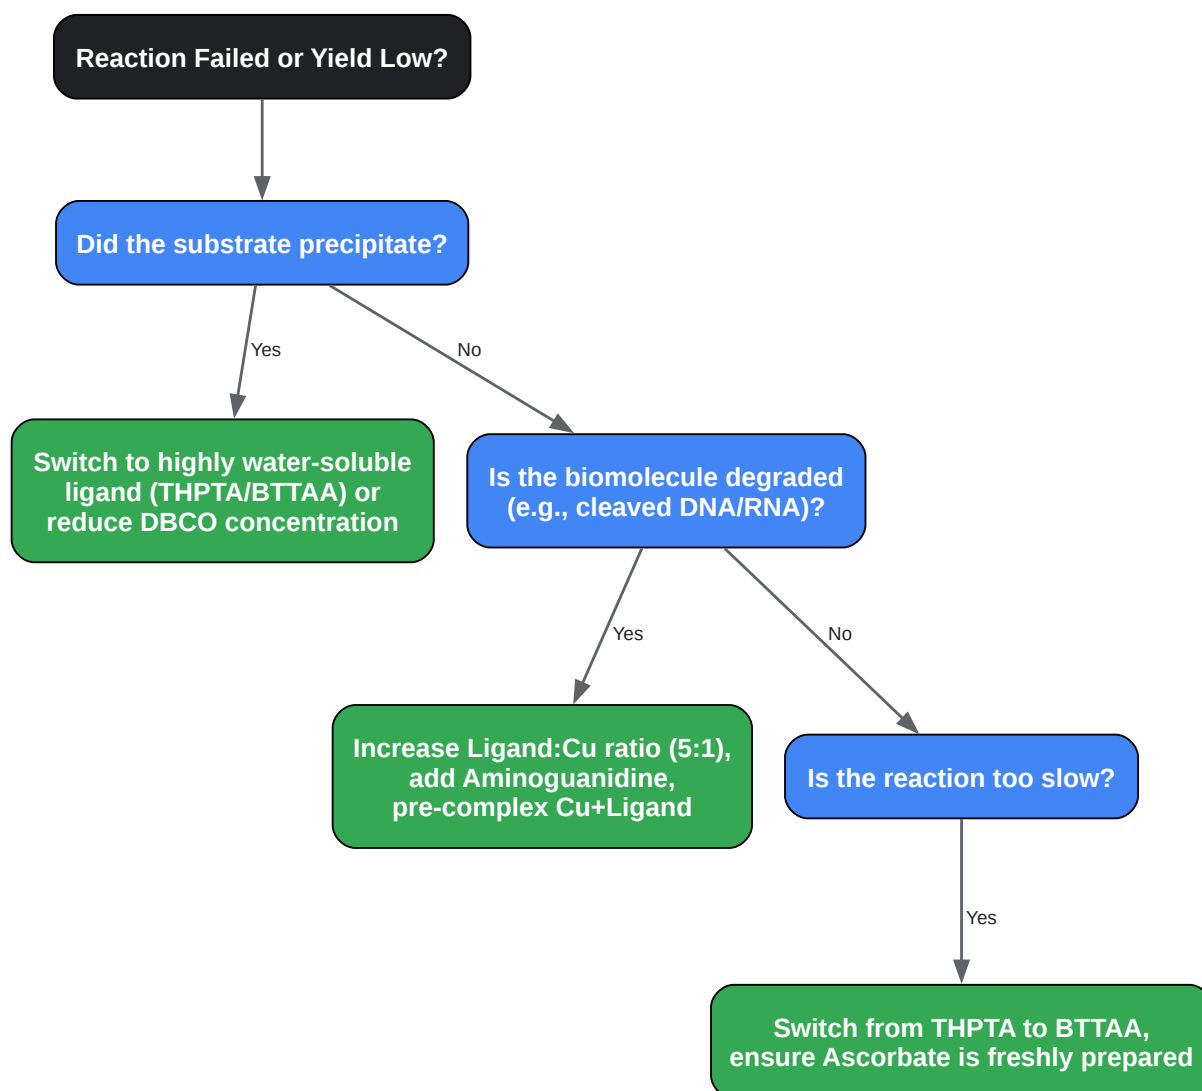 Reaction Failed or Yield Low?
Did the substrate precipitate?
Yes
No
Switch to highly water-soluble
ligand (THPTA/BTTAA) or
reduce DBCO concentration
Is the biomolecule degraded
(e.g., cleaved DNA/RNA)?
Yes
No
Increase Ligand:Cu ratio (5:1),
add Aminoguanidine,
pre-complex Cu+Ligand
Is the reaction too slow?
Yes
Switch from THPTA to BTTAA,
ensure Ascorbate is freshly prepared